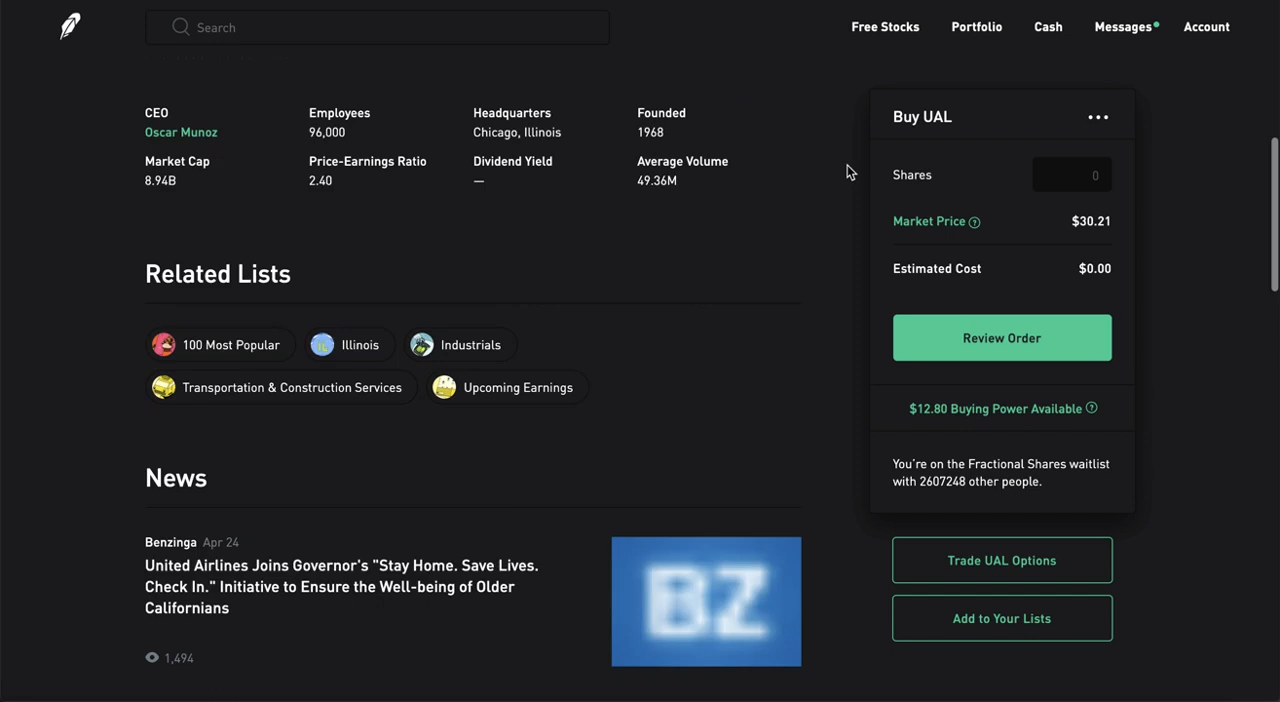 Search
Free Stocks Portfolio Cash Messages Account
CEO Employees Headquarters Founded
Oscar Munoz 96,000 Chicago, Illinois 1968
Market Cap Price-Earnings Ratio Dividend Yield Average Volume
8.94B 2.40 — 49.36M
Related Lists
100 Most Popular Illinois Industrials
Transportation & Construction Services Upcoming Earnings
News
Benzinga Apr 24
United Airlines Joins Governor's "Stay Home. Save Lives.
Check In." Initiative to Ensure the Well-being of Older
Californians
1,494
BZ
Buy UAL
Shares 0
Market Price $30.21
Estimated Cost $0.00
Review Order
$12.80 Buying Power Available
You're on the Fractional Shares waitlist
with 2607248 other people.
Trade UAL Options
Add to Your Lists